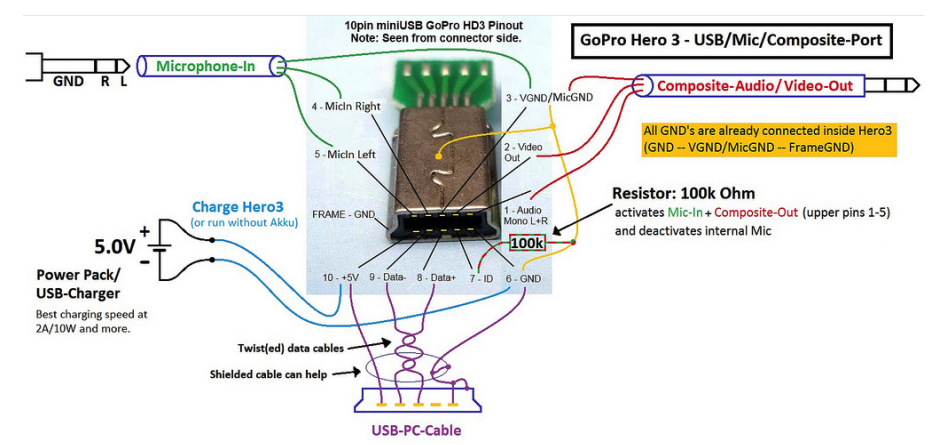 10pin miniUSB GoPro HD3 Pinout
Note: Seen from connector side.
GoPro Hero 3 - USB/Mic/Composite-Port
GND R L
Microphone-In
Composite-Audio/Video-Out
4 - MicIn Right
3 - VGND/MicGND
5 - MicIn Left
2 - Video
Out
All GND's are already connected inside Hero3
(GND -- VGND/MicGND -- FrameGND)
FRAME - GND
1 - Audio
Mono L+R
Resistor: 100k Ohm
activates Mic-In + Composite-Out (upper pins 1-5)
and deactivates internal Mic
100k
Charge Hero3
(or run without Akku)
+
5.0V
-
Power Pack/
USB-Charger
Best charging speed at
2A/10W and more.
10 - +5V
9 - Data-
8 - Data+
7 - ID
6 - GND
Twist(ed) data cables
Shielded cable can help
USB-PC-Cable